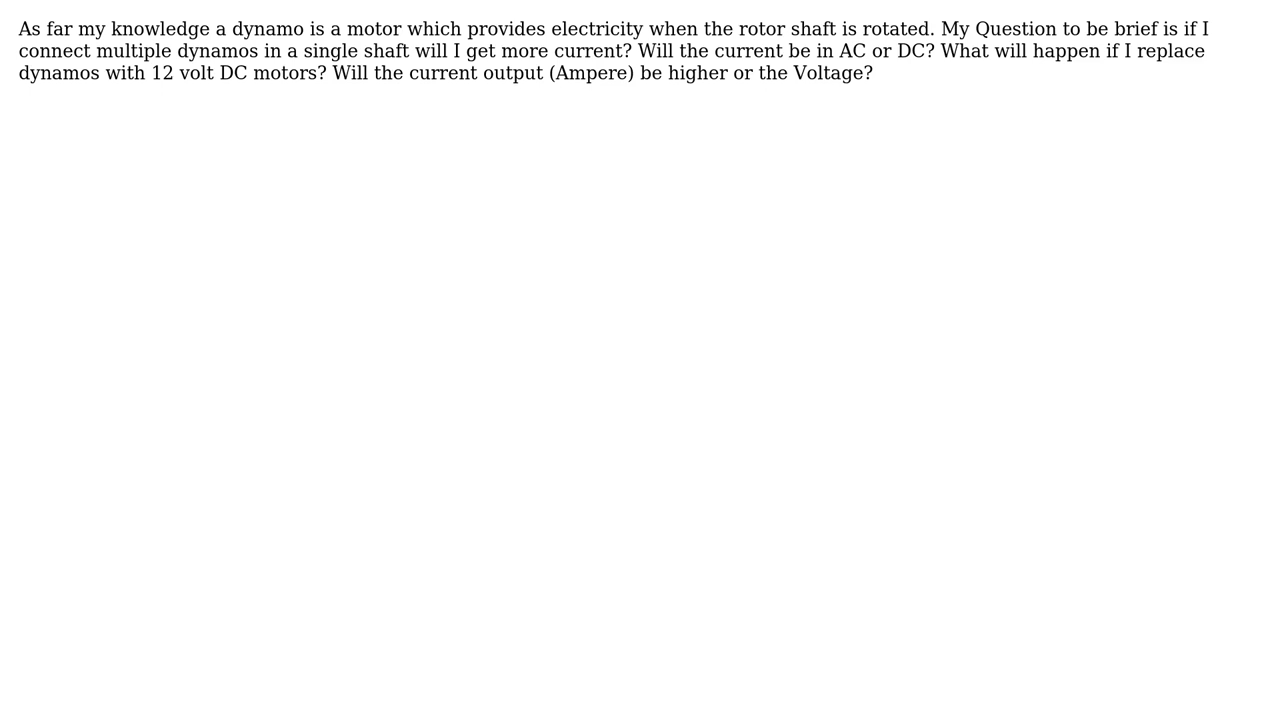 As far my knowledge a dynamo is a motor which provides electricity when the rotor shaft is rotated. My Question to be brief is if I
connect multiple dynamos in a single shaft will I get more current? Will the current be in AC or DC? What will happen if I replace
dynamos with 12 volt DC motors? Will the current output (Ampere) be higher or the Voltage?